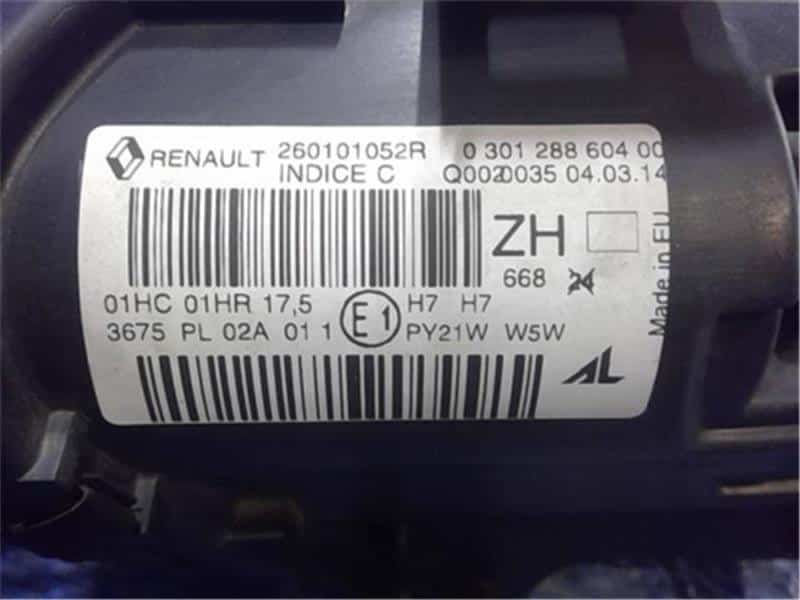 RENAULT 260101052R 0 301 288 604 00
INDICE C Q0020035 04.03.14
ZH
668 24
Made in EU
01HC 01HR 17,5 E1 H7 H7
3675 PL 02A 01 1 PY21W W5W
AL